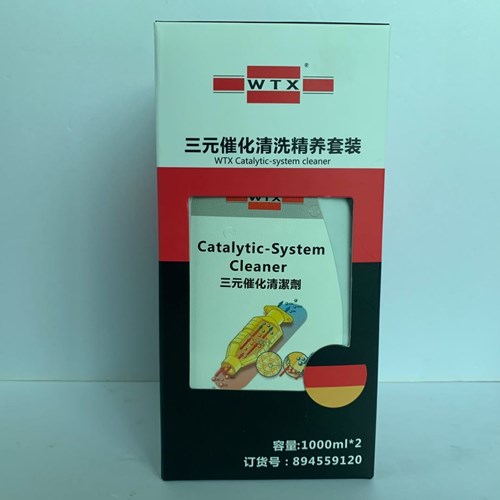 WTX
®
三元催化清洗精养套装
WTX Catalytic-system cleaner
WTX
Catalytic-System
Cleaner
三元催化清潔劑
容量:1000ml*2
订货号:894559120